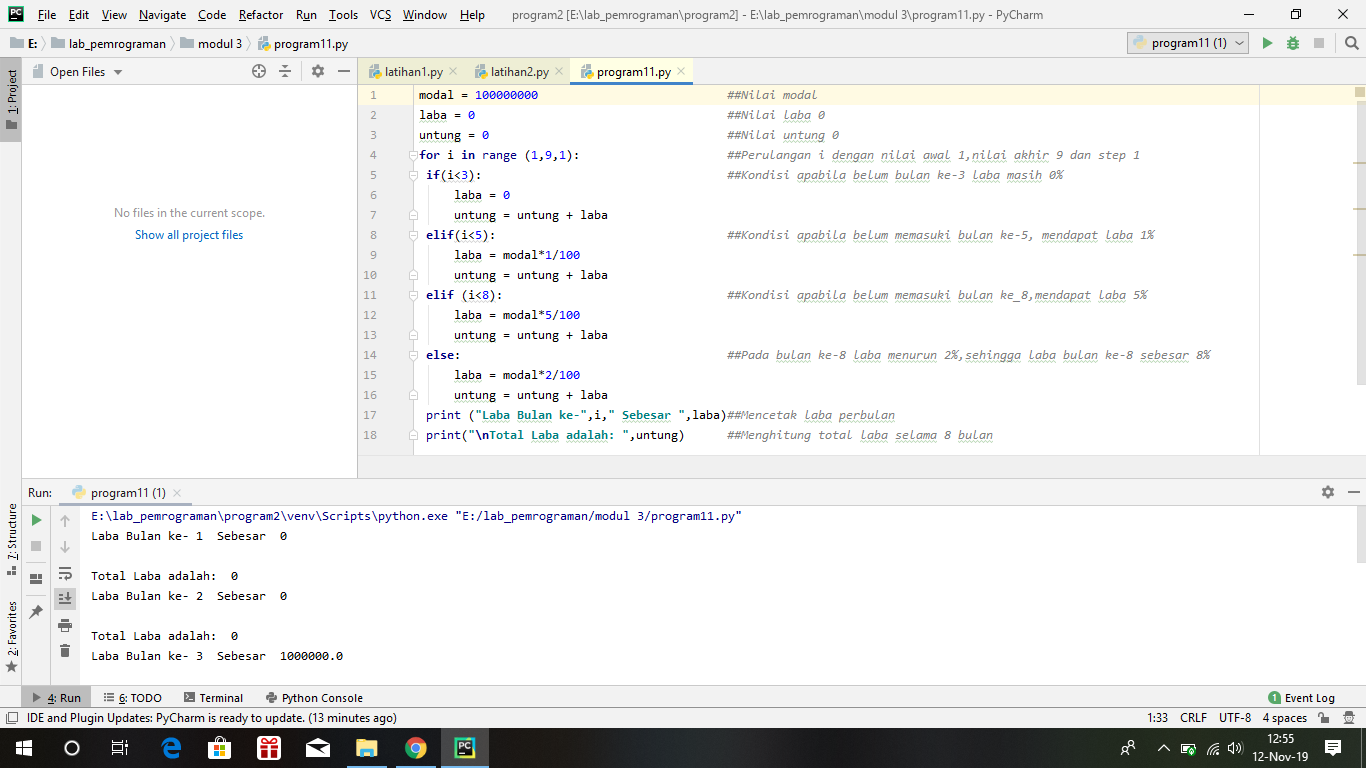 PC File Edit View Navigate Code Refactor Run Tools VCS Window Help program2 [E:\lab_pemrograman\program2] - E:\lab_pemrograman\modul 3\program11.py - PyCharm
E: lab_pemrograman modul 3 program11.py program11 (1)
1: Project
Open Files latihan1.py latihan2.py program11.py
No files in the current scope.
Show all project files
1 modal = 100000000 ##Nilai modal
2 laba = 0 ##Nilai laba 0
3 untung = 0 ##Nilai untung 0
4 for i in range (1,9,1): ##Perulangan i dengan nilai awal 1,nilai akhir 9 dan step 1
5 if(i<3): ##Kondisi apabila belum bulan ke-3 laba masih 0%
6 laba = 0
7 untung = untung + laba
8 elif(i<5): ##Kondisi apabila belum memasuki bulan ke-5, mendapat laba 1%
9 laba = modal*1/100
10 untung = untung + laba
11 elif (i<8): ##Kondisi apabila belum memasuki bulan ke_8,mendapat laba 5%
12 laba = modal*5/100
13 untung = untung + laba
14 else: ##Pada bulan ke-8 laba menurun 2%,sehingga laba bulan ke-8 sebesar 8%
15 laba = modal*2/100
16 untung = untung + laba
17 print ("Laba Bulan ke-",i," Sebesar ",laba)##Mencetak laba perbulan
18 print("\nTotal Laba adalah: ",untung) ##Menghitung total laba selama 8 bulan
Run: program11 (1)
7: Structure
2: Favorites
E:\lab_pemrograman\program2\venv\Scripts\python.exe "E:/lab_pemrograman/modul 3/program11.py"
Laba Bulan ke- 1 Sebesar 0
Total Laba adalah: 0
Laba Bulan ke- 2 Sebesar 0
Total Laba adalah: 0
Laba Bulan ke- 3 Sebesar 1000000.0
4: Run 6: TODO Terminal Python Console 1 Event Log
IDE and Plugin Updates: PyCharm is ready to update. (13 minutes ago) 1:33 CRLF UTF-8 4 spaces
PC
12:55
12-Nov-19